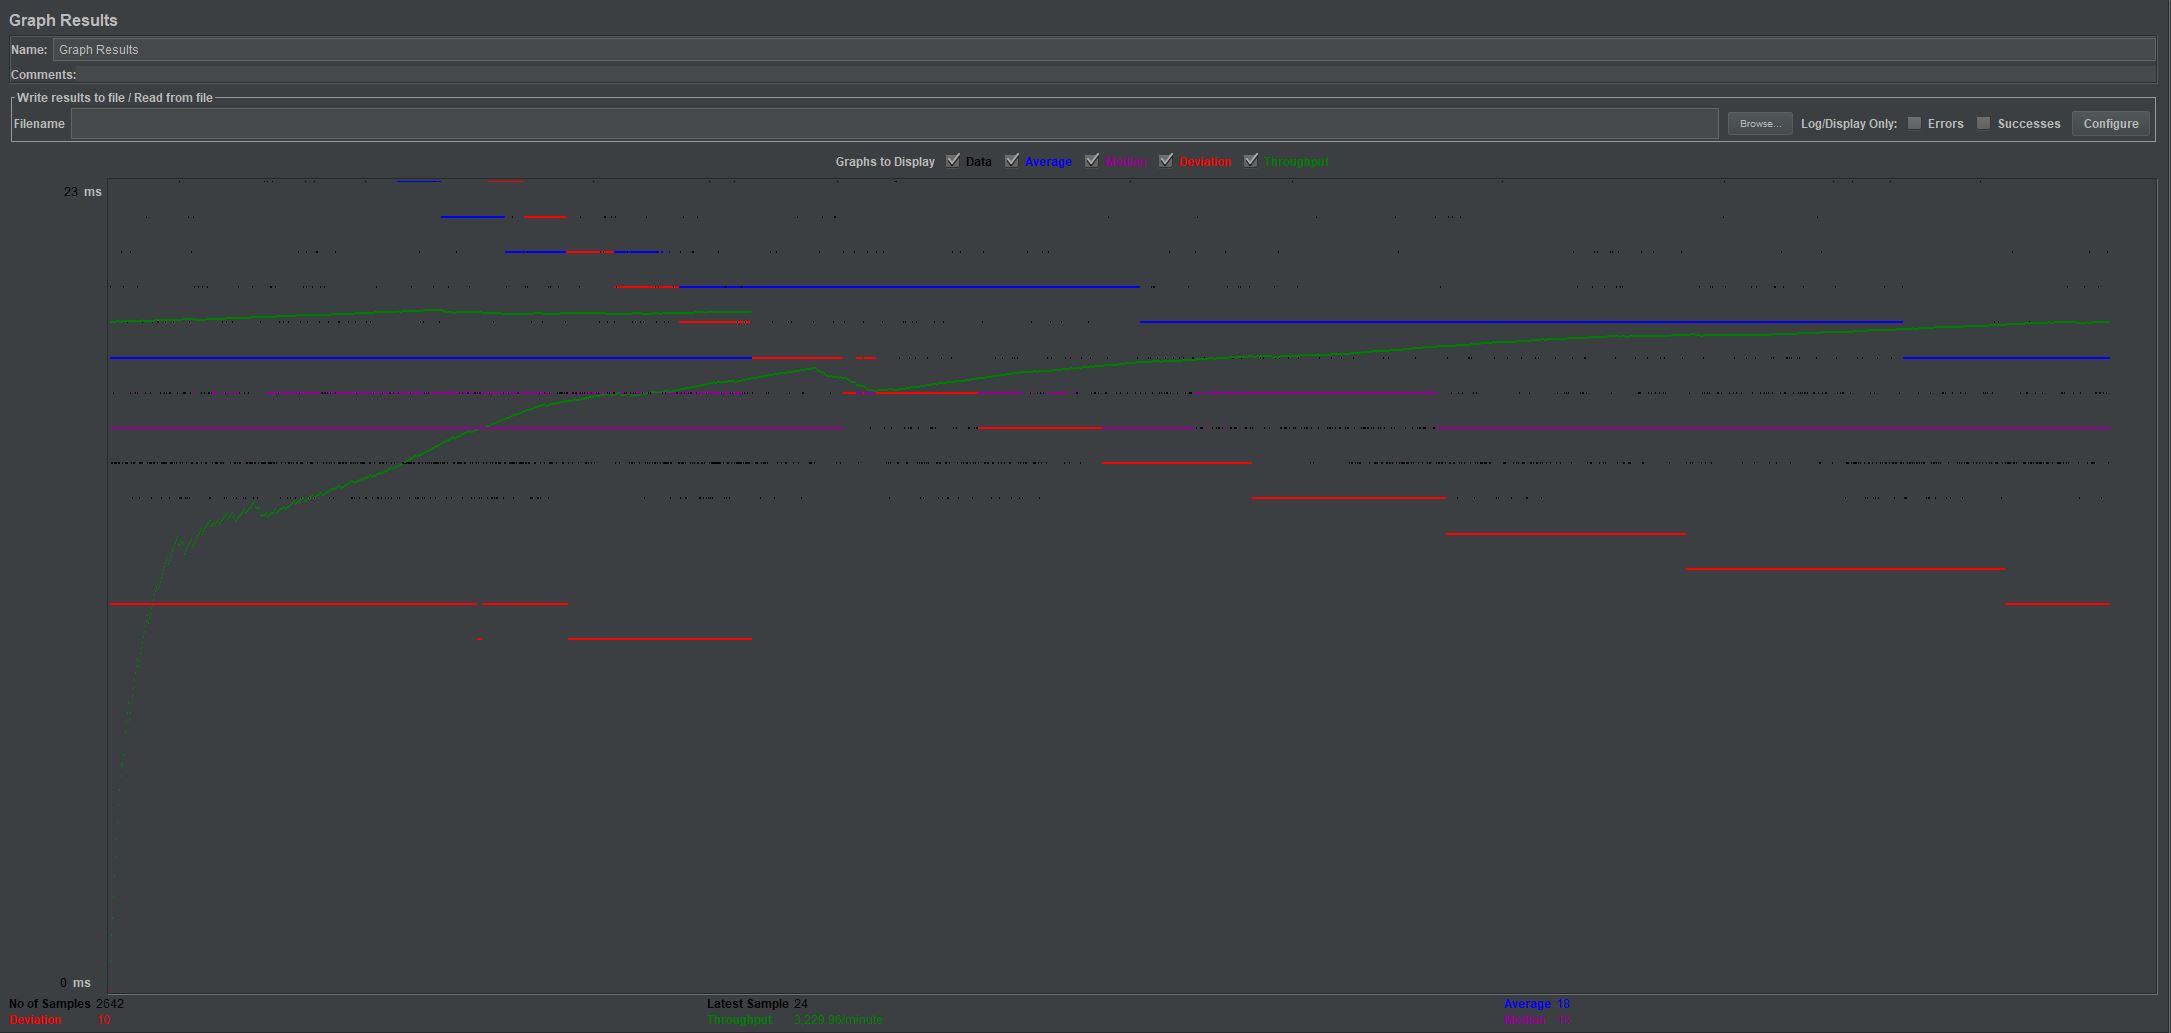 Graph Results
Name: Graph Results
Comments:
Write results to file / Read from file
Filename Browse... Log/Display Only: Errors Successes Configure
Graphs to Display Data Average Median Deviation Throughput
23 ms
0 ms
No of Samples 2642 Latest Sample 24 Average 18
Deviation 10 Throughput 3,229.96/minute Median 16